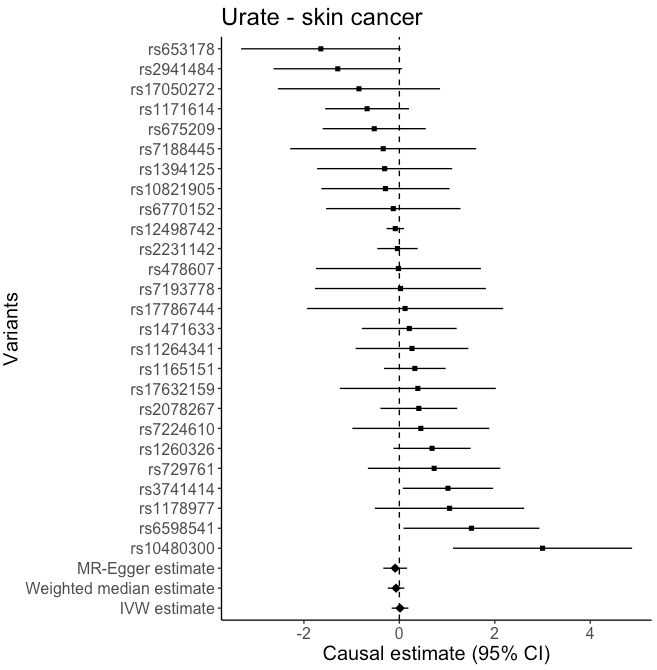 Urate - skin cancer
rs653178
rs2941484
rs17050272
rs1171614
rs675209
rs7188445
rs1394125
rs10821905
rs6770152
rs12498742
rs2231142
rs478607
rs7193778
rs17786744
rs1471633
rs11264341
rs1165151
rs17632159
rs2078267
rs7224610
rs1260326
rs729761
rs3741414
rs1178977
rs6598541
rs10480300
MR-Egger estimate
Weighted median estimate
IVW estimate
Variants
-2 0 2 4
Causal estimate (95% CI)